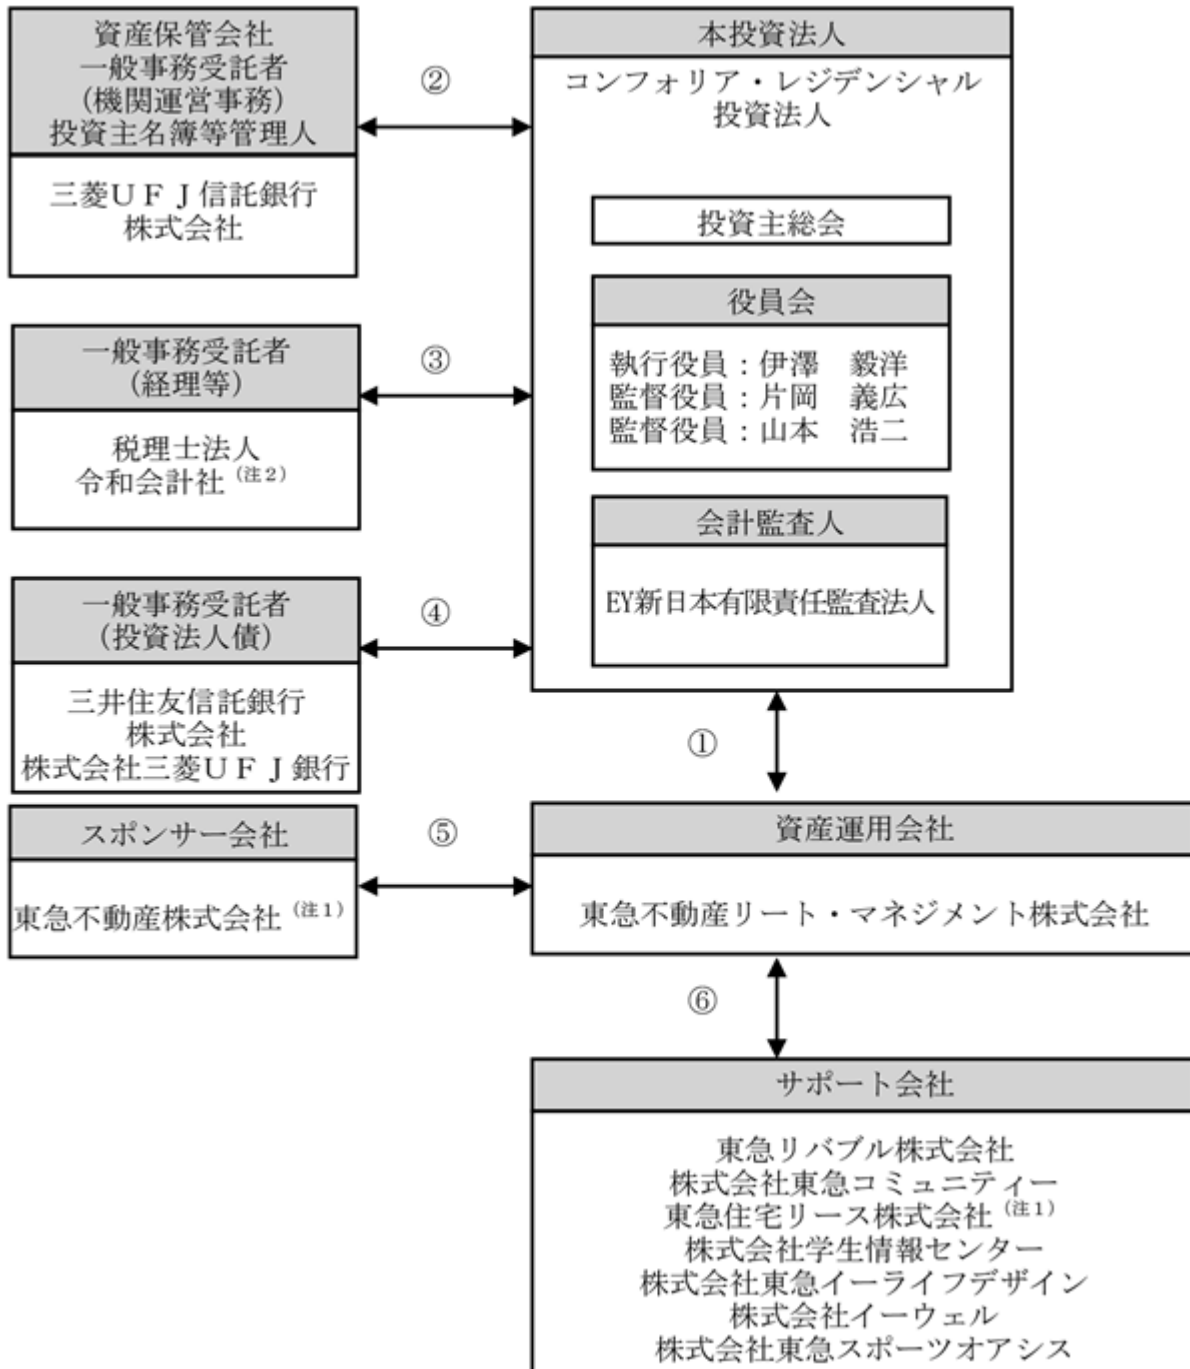 資産保管会社
一般事務受託者
(機関運営事務)
投資主名簿等管理人
三菱ＵＦＪ信託銀行
株式会社
②
本投資法人
コンフォリア・レジデンシャル
投資法人
投資主総会
役員会
執行役員：伊澤　毅洋
監督役員：片岡　義広
監督役員：山本　浩二
会計監査人
EY新日本有限責任監査法人
一般事務受託者
(経理等)
税理士法人
令和会計社（注2）
③
一般事務受託者
(投資法人債)
三井住友信託銀行
株式会社
株式会社三菱ＵＦＪ銀行
④
①
スポンサー会社
東急不動産株式会社（注1）
⑤
資産運用会社
東急不動産リート・マネジメント株式会社
⑥
サポート会社
東急リバブル株式会社
株式会社東急コミュニティー
東急住宅リース株式会社（注1）
株式会社学生情報センター
株式会社東急イーライフデザイン
株式会社イーウェル
株式会社東急スポーツオアシス